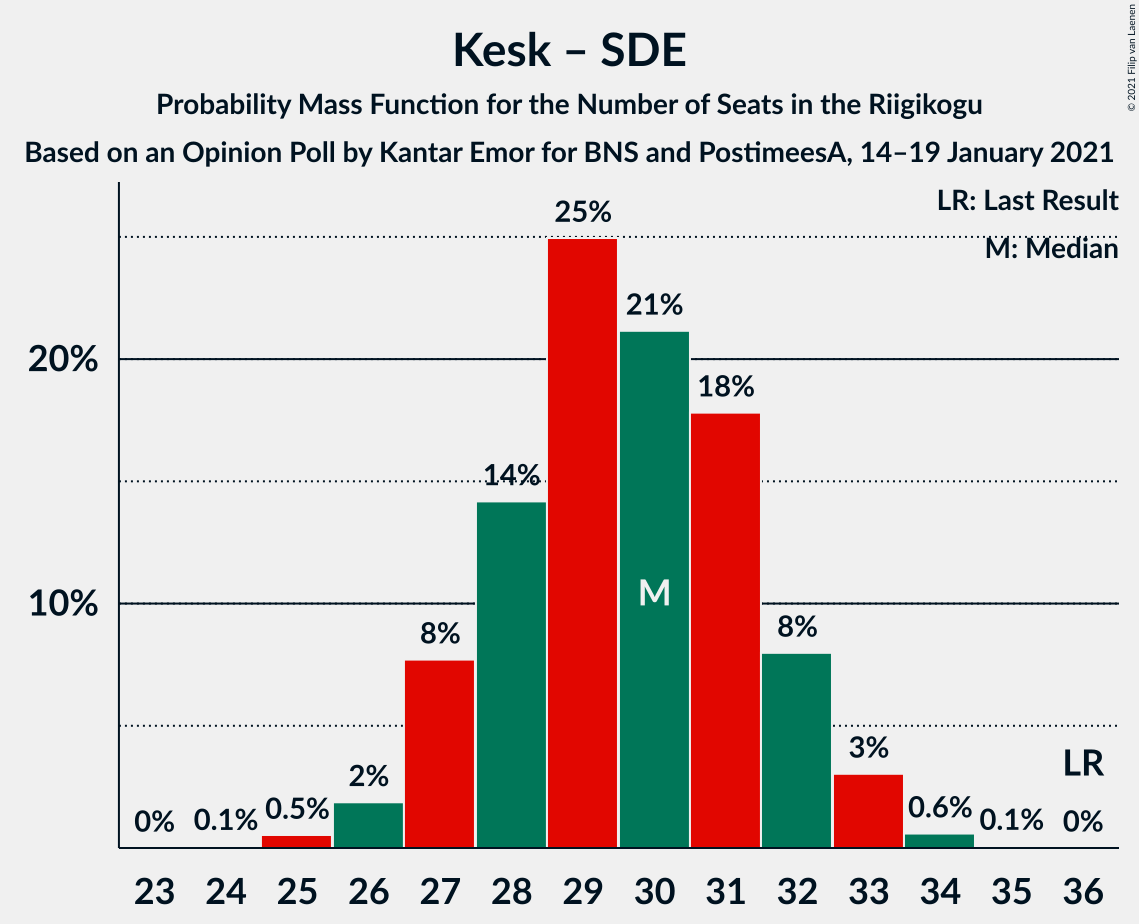 Kesk – SDE
Probability Mass Function for the Number of Seats in the Riigikogu
Based on an Opinion Poll by Kantar Emor for BNS and PostimeesA, 14–19 January 2021
© 2021 Filip van Laenen
LR: Last Result
M: Median
25%
21%
20%
18%
14%
M
10%
8%
8%
3%
LR
2%
0%
0.1%
0.5%
0.6%
0.1%
0%
23 24 25 26 27 28 29 30 31 32 33 34 35 36